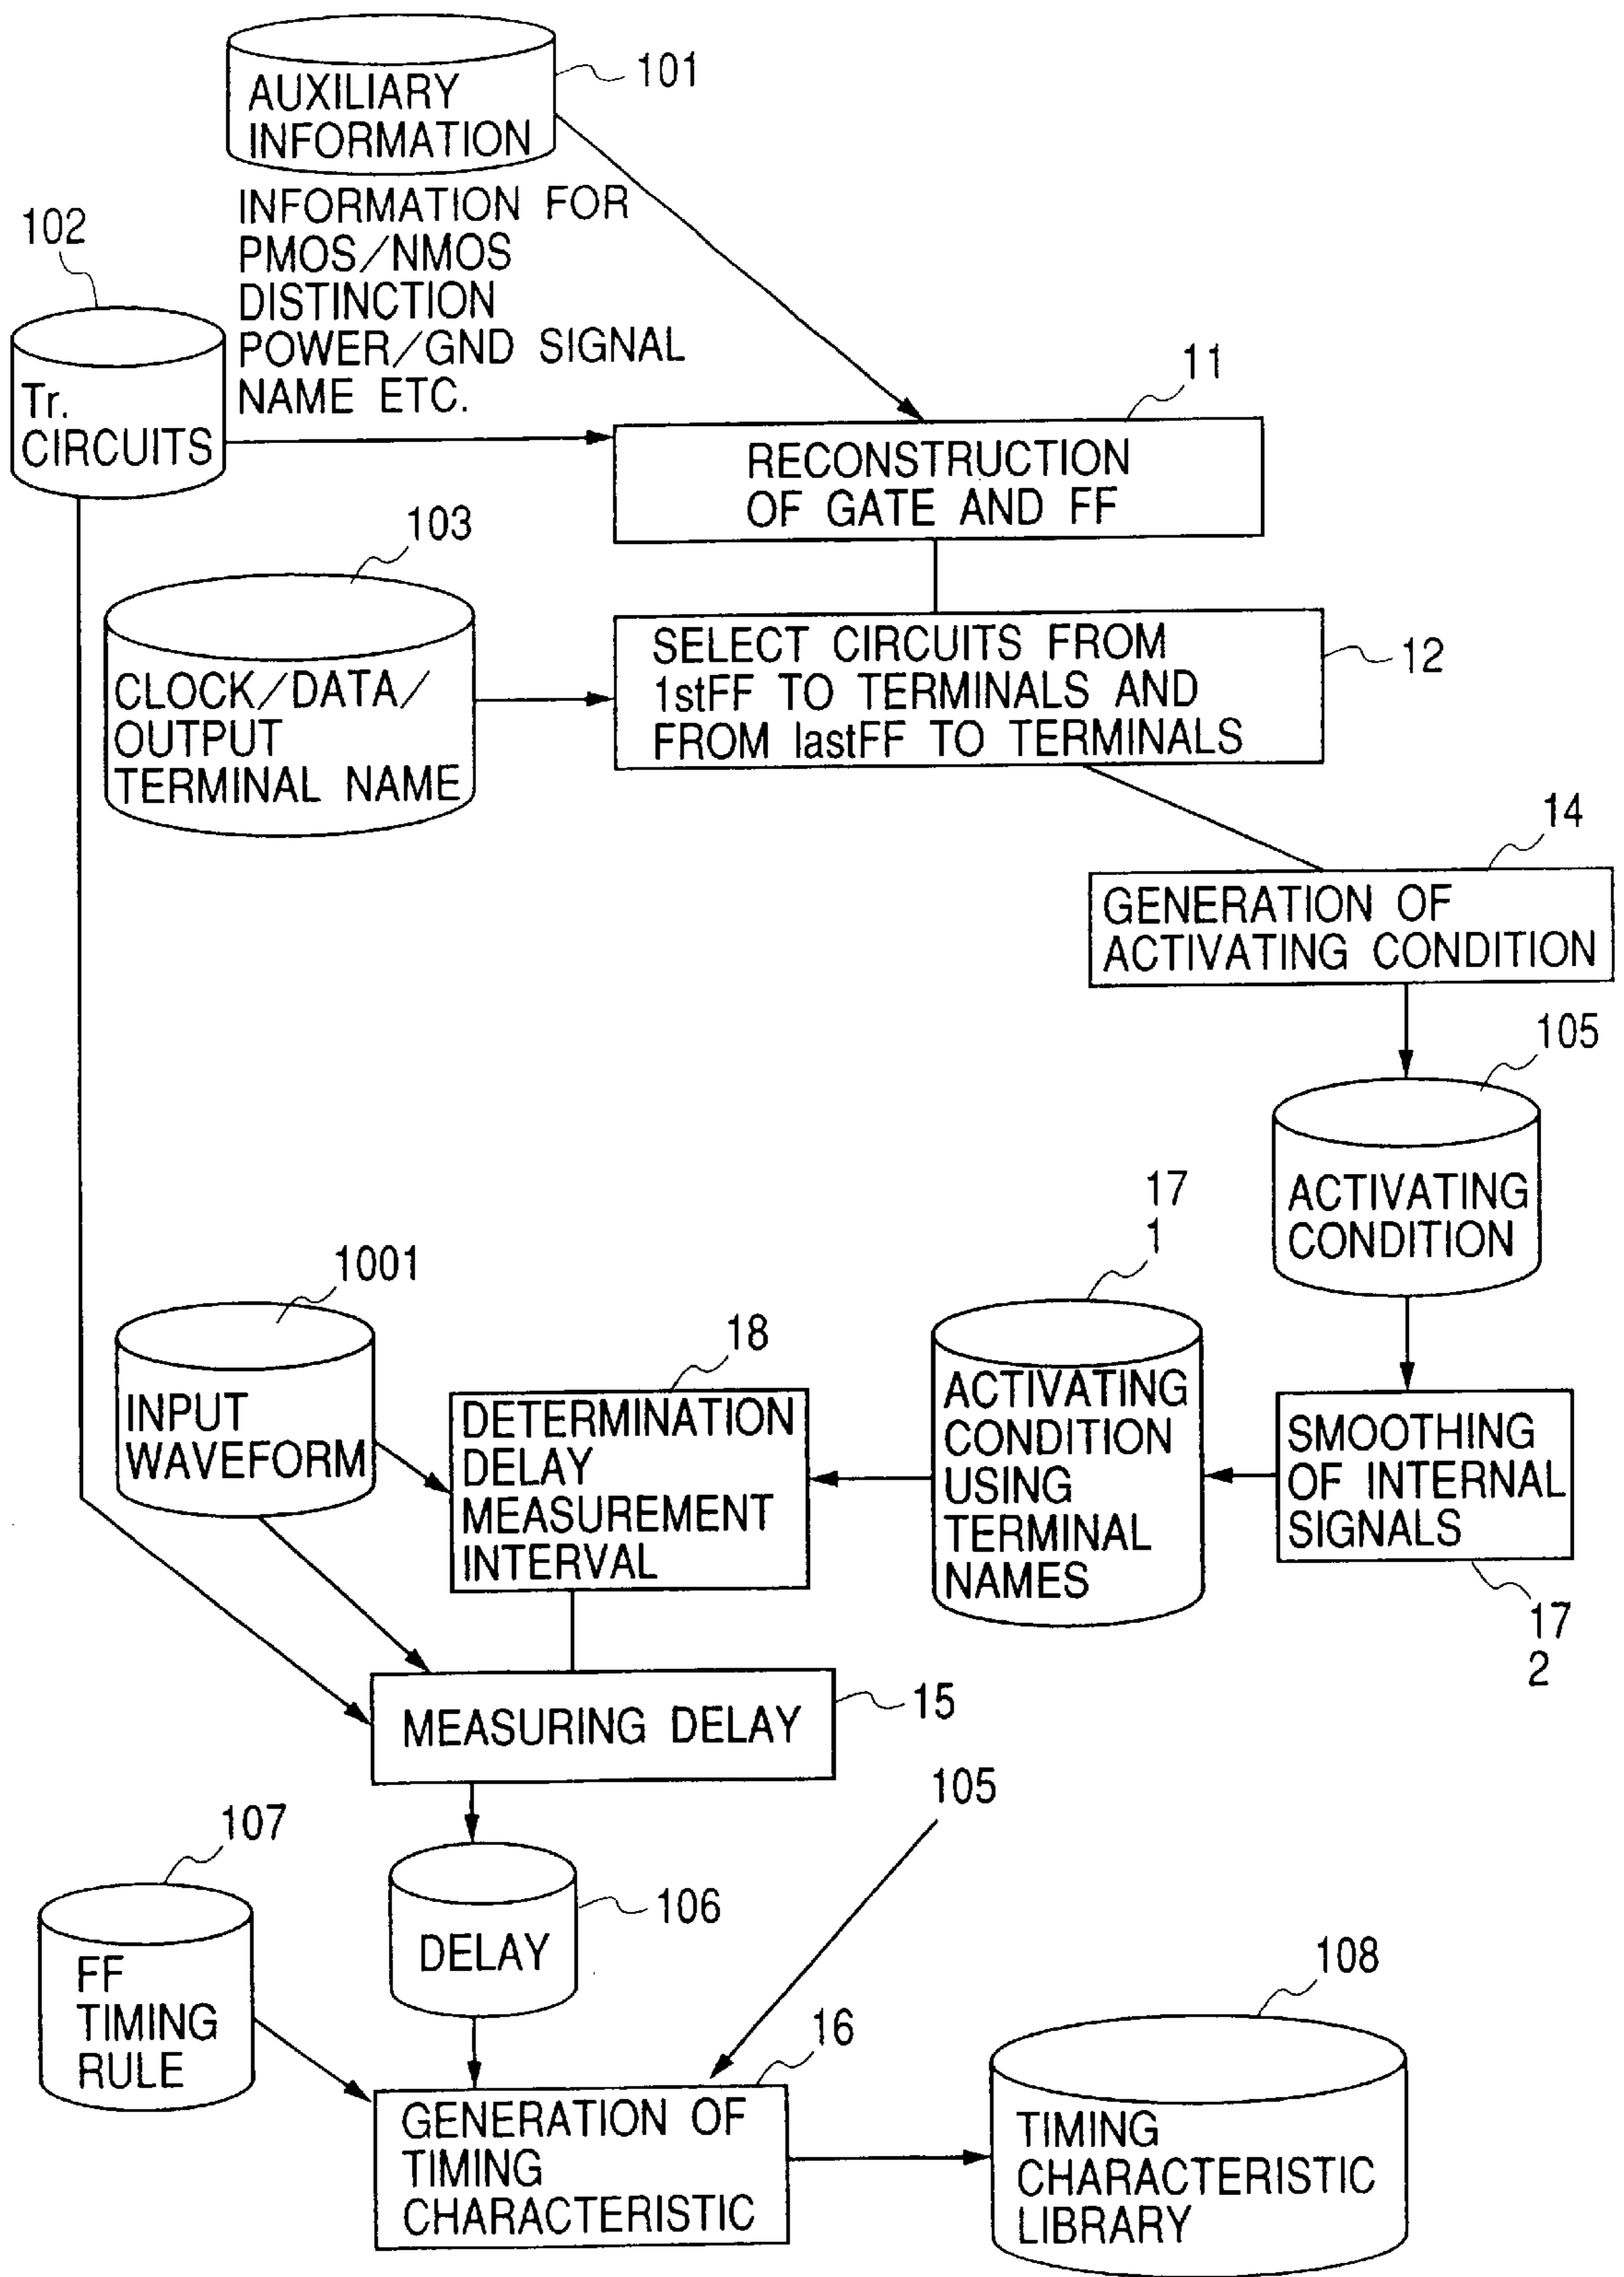 101
AUXILIARY
INFORMATION
INFORMATION FOR
PMOS/NMOS
DISTINCTION
POWER/GND SIGNAL
NAME ETC.
102
Tr.
CIRCUITS
11
RECONSTRUCTION
OF GATE AND FF
103
CLOCK/DATA/
OUTPUT
TERMINAL NAME
SELECT CIRCUITS FROM
1stFF TO TERMINALS AND
FROM lastFF TO TERMINALS
12
14
GENERATION OF
ACTIVATING CONDITION
105
ACTIVATING
CONDITION
17
1
ACTIVATING
CONDITION
USING
TERMINAL
NAMES
SMOOTHING
OF INTERNAL
SIGNALS
17
2
1001
INPUT
WAVEFORM
18
DETERMINATION
DELAY
MEASUREMENT
INTERVAL
MEASURING DELAY
15
105
107
FF
TIMING
RULE
DELAY
106
16
GENERATION OF
TIMING
CHARACTERISTIC
108
TIMING
CHARACTERISTIC
LIBRARY